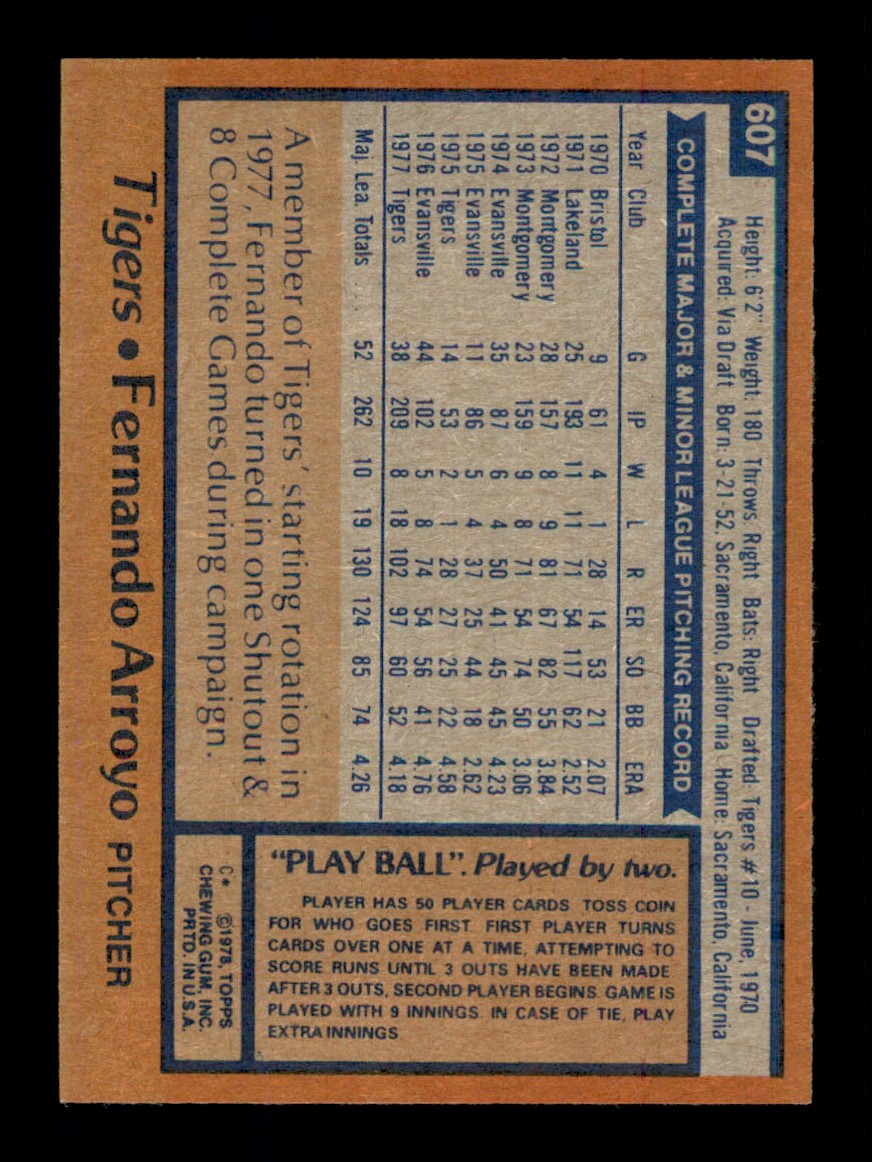 607
Height: 6'2" Weight: 180 Throws: Right Bats: Right Drafted: Tigers #10 - June, 1970
Acquired: Via Draft Born: 3-21-52, Sacramento, California Home: Sacramento, California
COMPLETE MAJOR & MINOR LEAGUE PITCHING RECORD
Year Club G IP W L R ER SO BB ERA
1970 Bristol 9 61 4 1 28 14 53 21 2.07
1971 Lakeland 25 193 11 11 71 54 117 62 2.52
1972 Montgomery 28 157 8 9 81 67 82 55 3.84
1973 Montgomery 23 159 9 8 71 54 74 50 3.06
1974 Evansville 35 87 6 4 50 41 45 45 4.23
1975 Evansville 11 86 5 4 37 25 44 18 2.62
1975 Tigers 14 53 2 1 28 27 25 22 4.58
1976 Evansville 44 102 5 8 74 54 56 41 4.76
1977 Tigers 38 209 8 18 102 97 60 52 4.18
Maj. Lea. Totals 52 262 10 19 130 124 85 74 4.26
A member of Tigers' starting rotation in
1977, Fernando turned in one Shutout &
8 Complete Games during campaign.
"PLAY BALL". Played by two.
PLAYER HAS 50 PLAYER CARDS TOSS COIN
FOR WHO GOES FIRST. FIRST PLAYER TURNS
CARDS OVER ONE AT A TIME, ATTEMPTING TO
SCORE RUNS UNTIL 3 OUTS HAVE BEEN MADE
AFTER 3 OUTS, SECOND PLAYER BEGINS. GAME IS
PLAYED WITH 9 INNINGS. IN CASE OF TIE, PLAY
EXTRA INNINGS
C* ©1978, TOPPS
CHEWING GUM, INC.
PRTD. IN U.S.A.
Tigers • Fernando Arroyo PITCHER